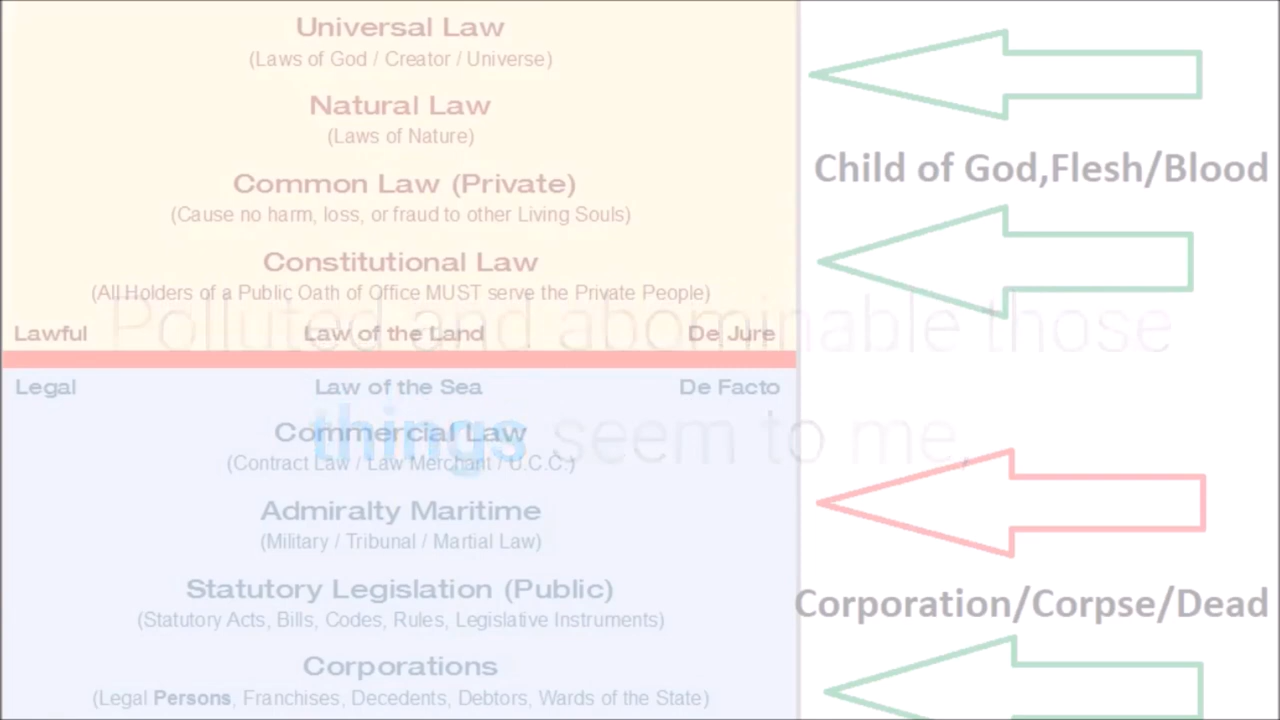 Universal Law
(Laws of God / Creator / Universe)
Natural Law
(Laws of Nature)
Child of God,Flesh/Blood
Common Law (Private)
(Cause no harm, loss, or fraud to other Living Souls)
Constitutional Law
(All Holders of a Public Oath of Office MUST serve the Private People)
Polluted and abominable those
Lawful Law of the Land De Jure
Legal Law of the Sea De Facto
things seem to me,
Commercial Law
(Contract Law / Law Merchant / U.C.C.)
Admiralty Maritime
(Military / Tribunal / Martial Law)
Statutory Legislation (Public)
Corporation/Corpse/Dead
(Statutory Acts, Bills, Codes, Rules, Legislative Instruments)
Corporations
(Legal Persons, Franchises, Decedents, Debtors, Wards of the State)